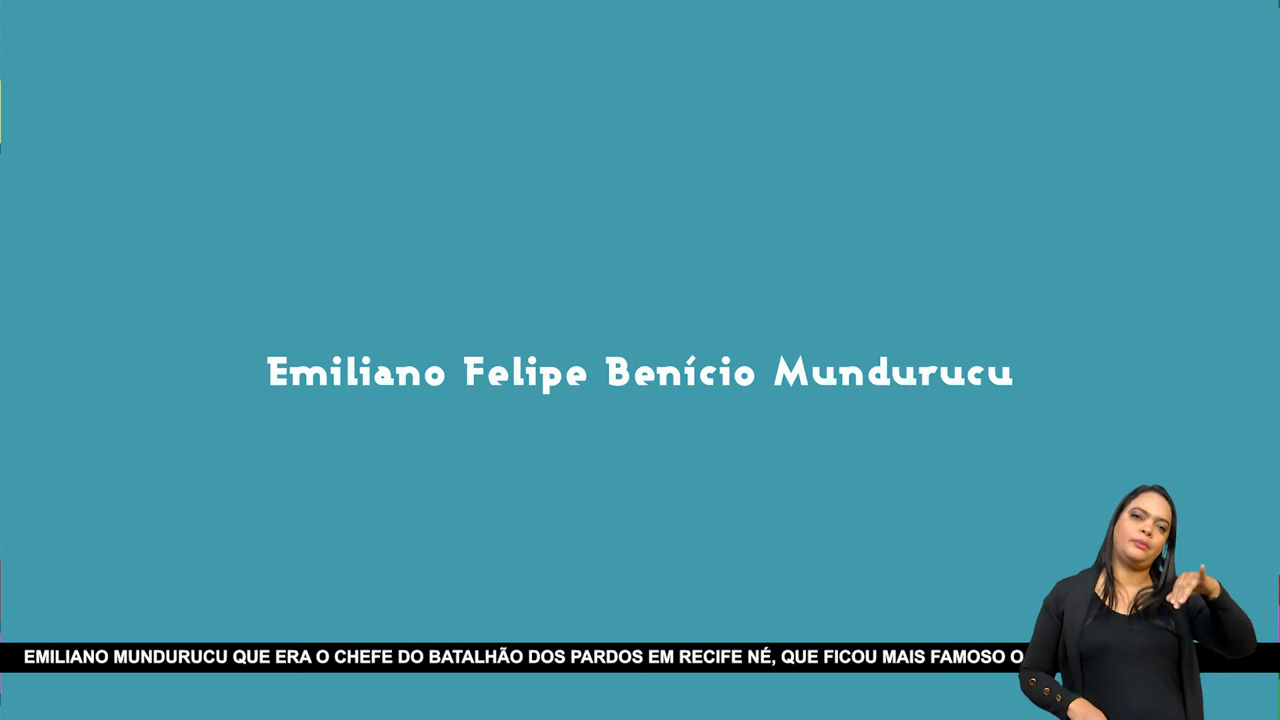 Emiliano Felipe Benício Mundurucu
EMILIANO MUNDURUCU QUE ERA O CHEFE DO BATALHÃO DOS PARDOS EM RECIFE NÉ, QUE FICOU MAIS FAMOSO O